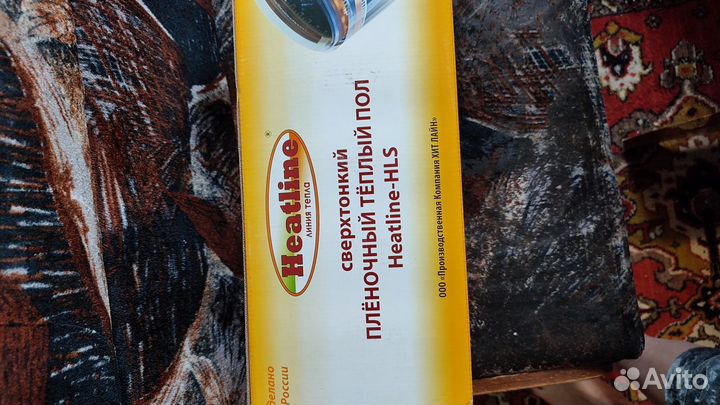 Heatline®
линия тепла
сверхтонкий
ПЛЁНОЧНЫЙ ТЁПЛЫЙ ПОЛ
Heatline-HLS
ООО «Производственная Компания ХИТ ЛАЙН»
России
Avito